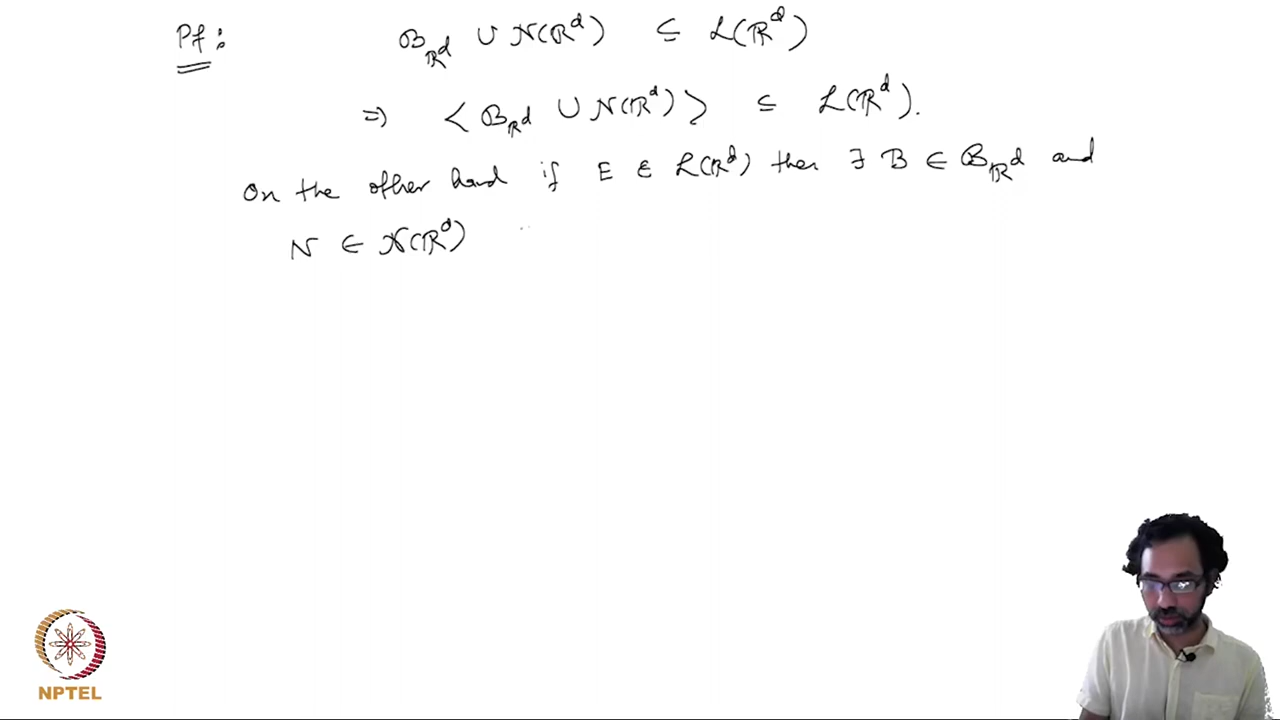 Pf: 𝓑_{ℝ^d} ∪ 𝒩(ℝ^d) ⊆ 𝓛(ℝ^d)
⇒ < 𝓑_{ℝ^d} ∪ 𝒩(ℝ^d) > ⊆ 𝓛(ℝ^d).
On the other hand if E ∈ 𝓛(ℝ^d) then ∃ B ∈ 𝓑_{ℝ^d} and
N ∈ 𝒩(ℝ^d)
NPTEL